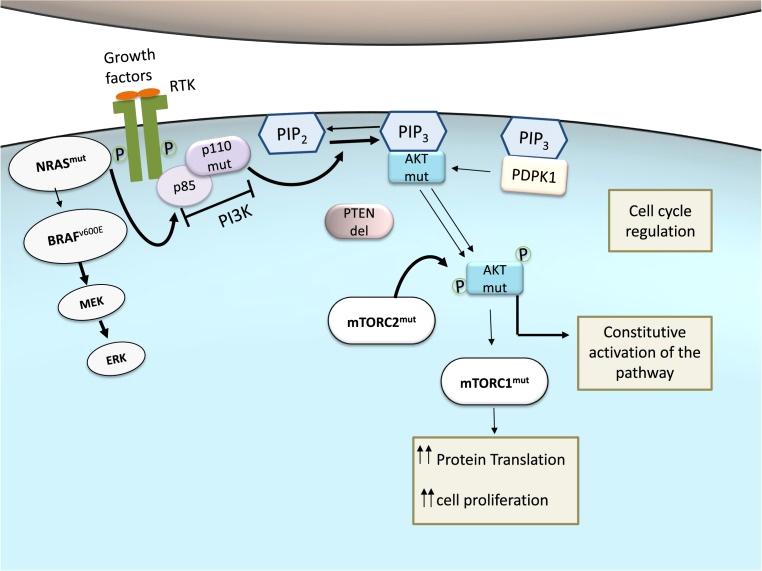 Growth
factors
RTK
NRASmut
P
P
p110
mut
p85
PI3K
PIP2
PIP3
AKT
mut
PIP3
PDPK1
BRAFv600E
PTEN
del
Cell cycle
regulation
MEK
ERK
mTORC2mut
P
AKT
mut
P
Constitutive
activation of the
pathway
mTORC1mut
Protein Translation
cell proliferation